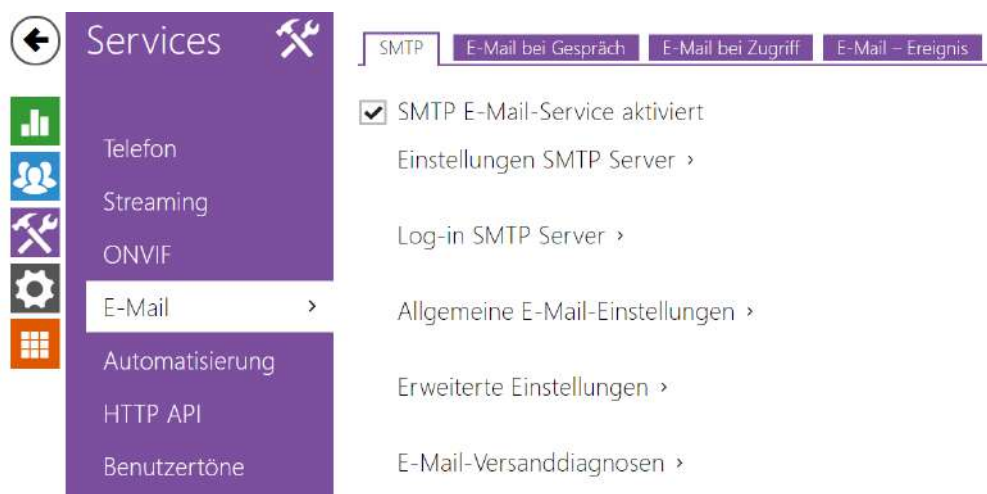 Services
Telefon
Streaming
ONVIF
E-Mail
Automatisierung
HTTP API
Benutzertöne
SMTP E-Mail bei Gespräch E-Mail bei Zugriff E-Mail – Ereignis
SMTP E-Mail-Service aktiviert
Einstellungen SMTP Server ›
Log-in SMTP Server ›
Allgemeine E-Mail-Einstellungen ›
Erweiterte Einstellungen ›
E-Mail-Versanddiagnosen ›